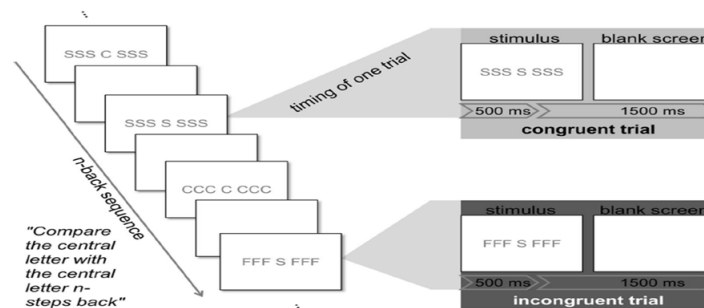 ...
SSS C SSS
SSS S SSS
CCC C CCC
FFF S FFF
...
n-back sequence
"Compare
the central
letter with
the central
letter n-
steps back"
timing of one trial
stimulus blank screen
SSS S SSS
500 ms 1500 ms
congruent trial
stimulus blank screen
FFF S FFF
500 ms 1500 ms
incongruent trial